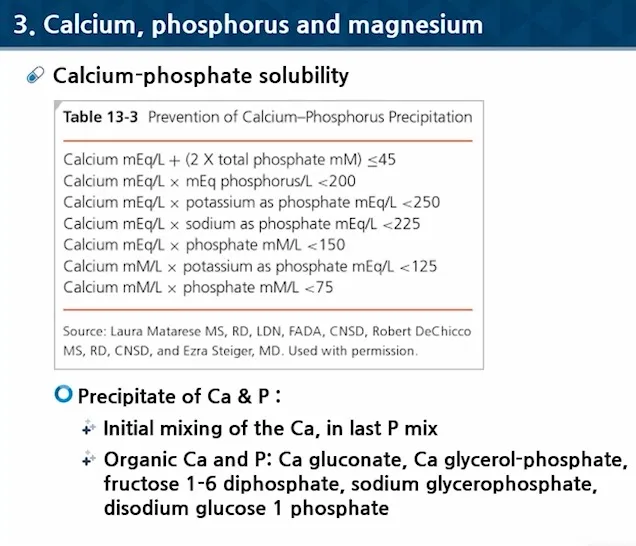 3. Calcium, phosphorus and magnesium
Calcium-phosphate solubility
Table 13-3 Prevention of Calcium–Phosphorus Precipitation
Calcium mEq/L + (2 X total phosphate mM) ≤45
Calcium mEq/L × mEq phosphorus/L <200
Calcium mEq/L × potassium as phosphate mEq/L <250
Calcium mEq/L × sodium as phosphate mEq/L <225
Calcium mEq/L × phosphate mM/L <150
Calcium mM/L × potassium as phosphate mEq/L <125
Calcium mM/L × phosphate mM/L <75
Source: Laura Matarese MS, RD, LDN, FADA, CNSD, Robert DeChicco
MS, RD, CNSD, and Ezra Steiger, MD. Used with permission.
Precipitate of Ca & P :
Initial mixing of the Ca, in last P mix
Organic Ca and P: Ca gluconate, Ca glycerol-phosphate,
fructose 1-6 diphosphate, sodium glycerophosphate,
disodium glucose 1 phosphate